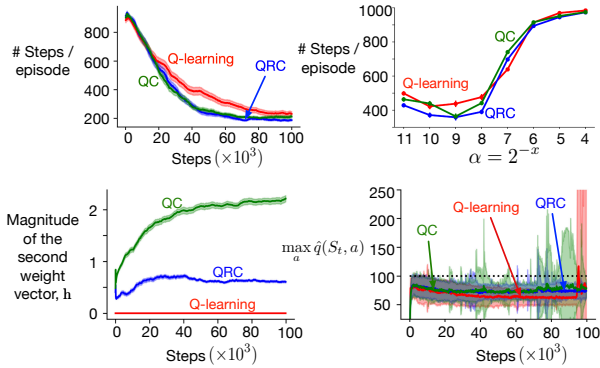 # Steps / episode
1000
800
600
400
200
Q-learning
QRC
QC
0 20 40 60 80 100
Steps (×10³)
# Steps / episode
1000
800
600
400
Q-learning
QC
QRC
11 10 9 8 7 6 5 4
α = 2⁻ˣ
Magnitude of the second weight vector, h
2
1
0
QC
QRC
Q-learning
0 20 40 60 80 100
Steps (×10³)
max q̂(Sₜ, a)
a
250
200
150
100
50
QC
Q-learning
QRC
0 20 40 60 80 100
Steps (×10³)